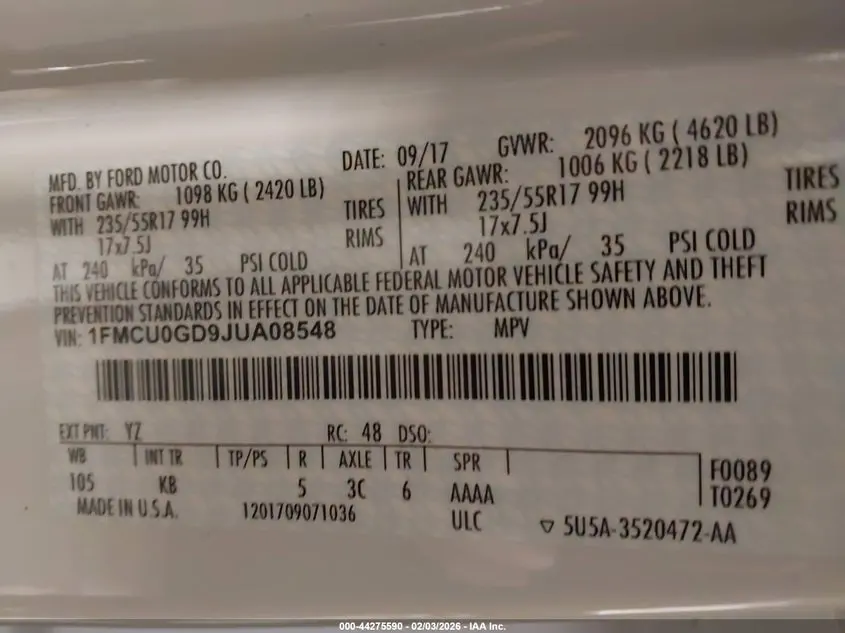 MFD. BY FORD MOTOR CO. DATE: 09/17 GVWR: 2096 KG ( 4620 LB)
FRONT GAWR: 1098 KG ( 2420 LB) REAR GAWR: 1006 KG ( 2218 LB)
WITH 235/55R17 99H TIRES WITH 235/55R17 99H TIRES
17x7.5J RIMS 17x7.5J RIMS
AT 240 kPa/ 35 PSI COLD AT 240 kPa/ 35 PSI COLD
THIS VEHICLE CONFORMS TO ALL APPLICABLE FEDERAL MOTOR VEHICLE SAFETY AND THEFT
PREVENTION STANDARDS IN EFFECT ON THE DATE OF MANUFACTURE SHOWN ABOVE.
VIN: 1FMCU0GD9JUA08548 TYPE: MPV
EXT PNT: YZ RC: 48 DSO:
WB INT TR TP/PS R AXLE TR SPR F0089
105 KB 5 3C 6 AAAA T0269
MADE IN U.S.A. 1201709071036 ULC ▽ 5U5A-3520472-AA
000-44275590 - 02/03/2026 - IAA Inc.